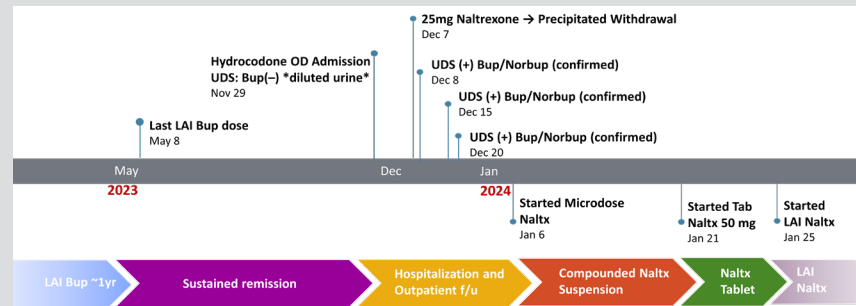 25mg Naltrexone → Precipitated Withdrawal
Dec 7
Hydrocodone OD Admission
UDS: Bup(–) *diluted urine*
Nov 29
UDS (+) Bup/Norbup (confirmed)
Dec 8
UDS (+) Bup/Norbup (confirmed)
Dec 15
Last LAI Bup dose
May 8
UDS (+) Bup/Norbup (confirmed)
Dec 20
May
Dec
Jan
2023
2024
Started Microdose
Naltx
Jan 6
Started Tab
Naltx 50 mg
Jan 21
Started
LAI Naltx
Jan 25
LAI Bup ~1yr
Sustained remission
Hospitalization and
Outpatient f/u
Compounded Naltx
Suspension
Naltx
Tablet
LAI
Naltx